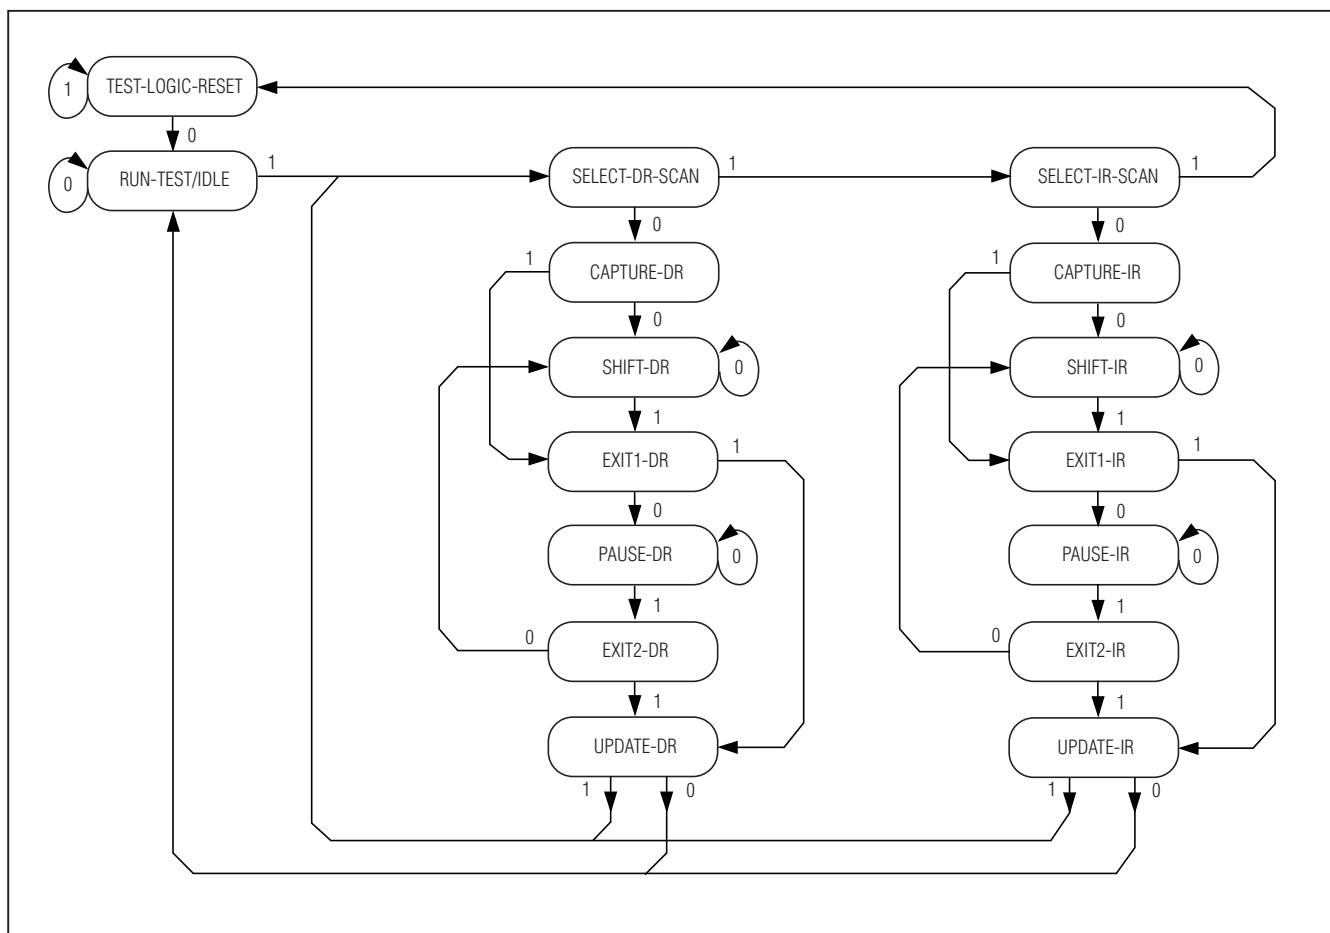 TEST-LOGIC-RESET
1
0
RUN-TEST/IDLE
0
1
SELECT-DR-SCAN
1
SELECT-IR-SCAN
1
0
0
1
CAPTURE-DR
1
CAPTURE-IR
0
0
SHIFT-DR
0
SHIFT-IR
0
1
1
EXIT1-DR
1
EXIT1-IR
1
0
0
PAUSE-DR
0
PAUSE-IR
0
1
1
0
EXIT2-DR
0
EXIT2-IR
1
1
UPDATE-DR
UPDATE-IR
1
0
1
0